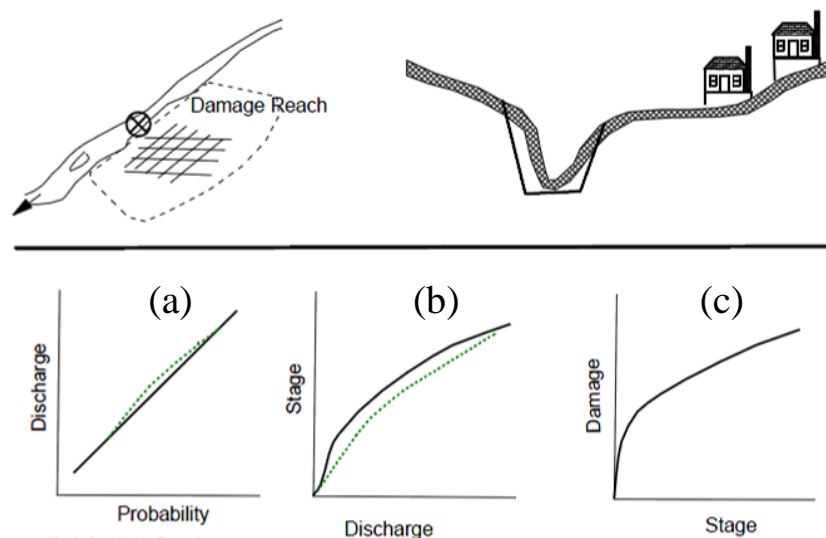 Damage Reach
(a)
(b)
(c)
Discharge
Stage
Damage
Probability
Discharge
Stage